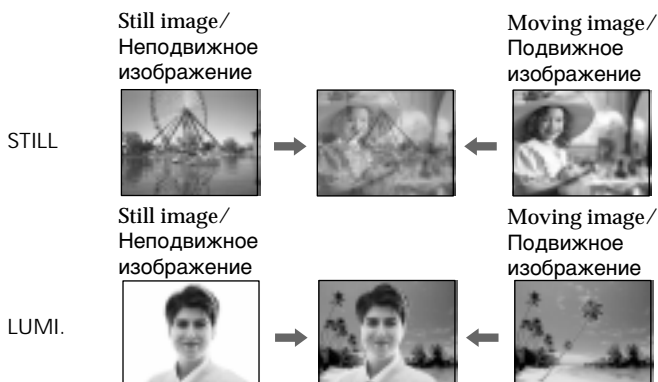 Still image/
Неподвижное
изображение
Moving image/
Подвижное
изображение
STILL
Still image/
Неподвижное
изображение
Moving image/
Подвижное
изображение
LUMI.